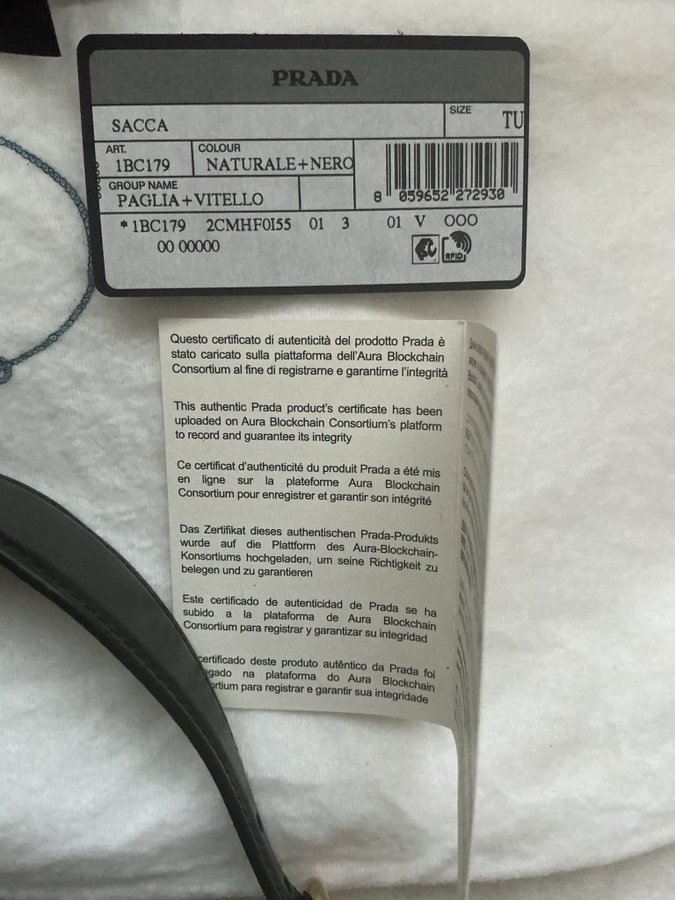 PRADA
SACCA
SIZE
TU
ART.
1BC179
COLOUR
NATURALE+NERO
GROUP NAME
PAGLIA+VITELLO
8 059652 272930
*1BC179 2CMHF0I55 01 3 01 V OOO
00 00000
RFID
Questo certificato di autenticità del prodotto Prada è
stato caricato sulla piattaforma dell'Aura Blockchain
Consortium al fine di registrarne e garantirne l'integrità
This authentic Prada product's certificate has been
uploaded on Aura Blockchain Consortium's platform
to record and guarantee its integrity
Ce certificat d'authenticité du produit Prada a été mis
en ligne sur la plateforme Aura Blockchain
Consortium pour enregistrer et garantir son intégrité
Das Zertifikat dieses authentischen Prada-Produkts
wurde auf die Plattform des Aura-Blockchain-
Konsortiums hochgeladen, um seine Richtigkeit zu
belegen und zu garantieren
Este certificado de autenticidad de Prada se ha
subido a la plataforma de Aura Blockchain
Consortium para registrar y garantizar su integridad
certificado deste produto autêntico da Prada foi
na plataforma do Aura Blockchain
para registrar e garantir sua integridade